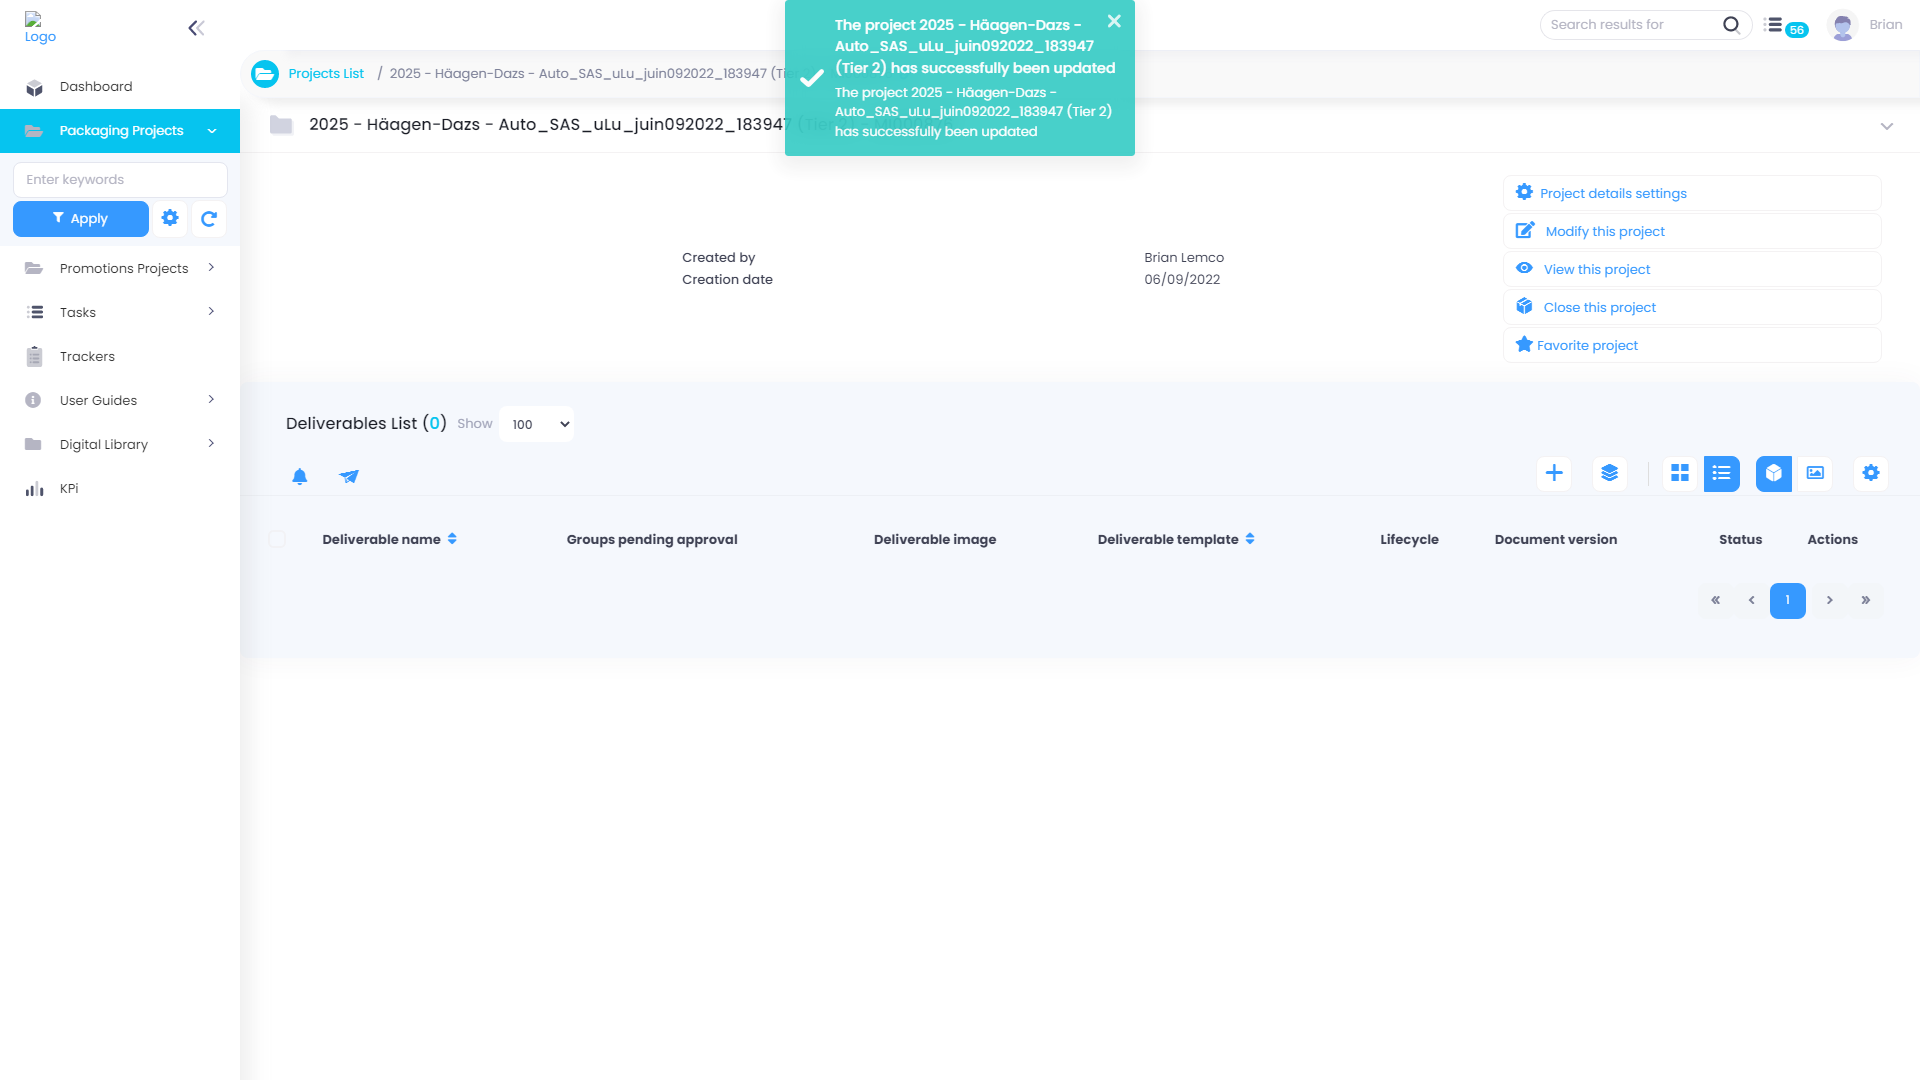 Logo
Dashboard
Packaging Projects
Enter keywords
Apply
Promotions Projects
Tasks
Trackers
User Guides
Digital Library
KPi
Search results for
56
Brian
The project 2025 - Häagen-Dazs -
Auto_SAS_uLu_juin092022_183947
(Tier 2) has successfully been updated
The project 2025 - Häagen-Dazs -
Auto_SAS_uLu_juin092022_183947 (Tier 2)
has successfully been updated
Projects List / 2025 - Häagen-Dazs - Auto_SAS_uLu_juin092022_183947
2025 - Häagen-Dazs - Auto_SAS_uLu_juin092022_183947
Created by
Brian Lemco
Creation date
06/09/2022
Project details settings
Modify this project
View this project
Close this project
Favorite project
Deliverables List (0) Show 100
Deliverable name Groups pending approval Deliverable image Deliverable template Lifecycle Document version Status Actions
« ‹ 1 › »